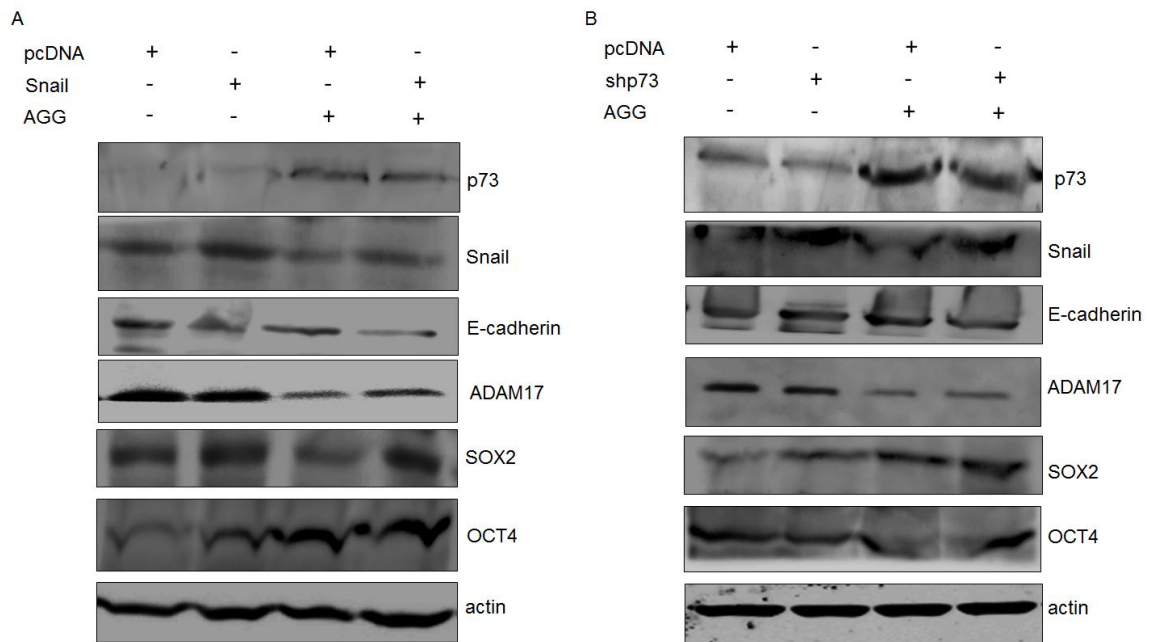 A
pcDNA + - + -
Snail - + - +
AGG - - + +
p73
Snail
E-cadherin
ADAM17
SOX2
OCT4
actin
B
pcDNA + - + -
shp73 - + - +
AGG - - + +
p73
Snail
E-cadherin
ADAM17
SOX2
OCT4
actin